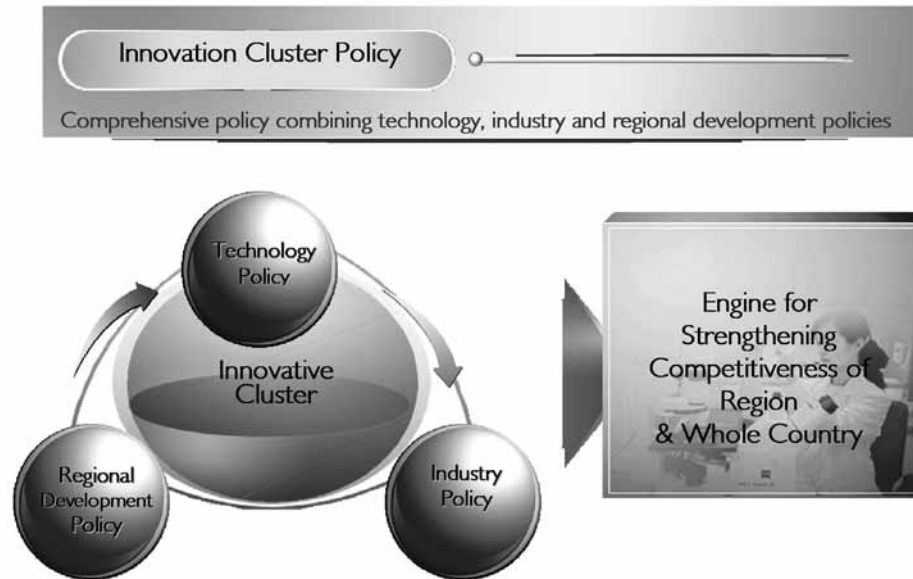 Innovation Cluster Policy
Comprehensive policy combining technology, industry and regional development policies
Technology
Policy
Innovative
Cluster
Regional
Development
Policy
Industry
Policy
Engine for
Strengthening
Competitiveness of
Region
& Whole Country